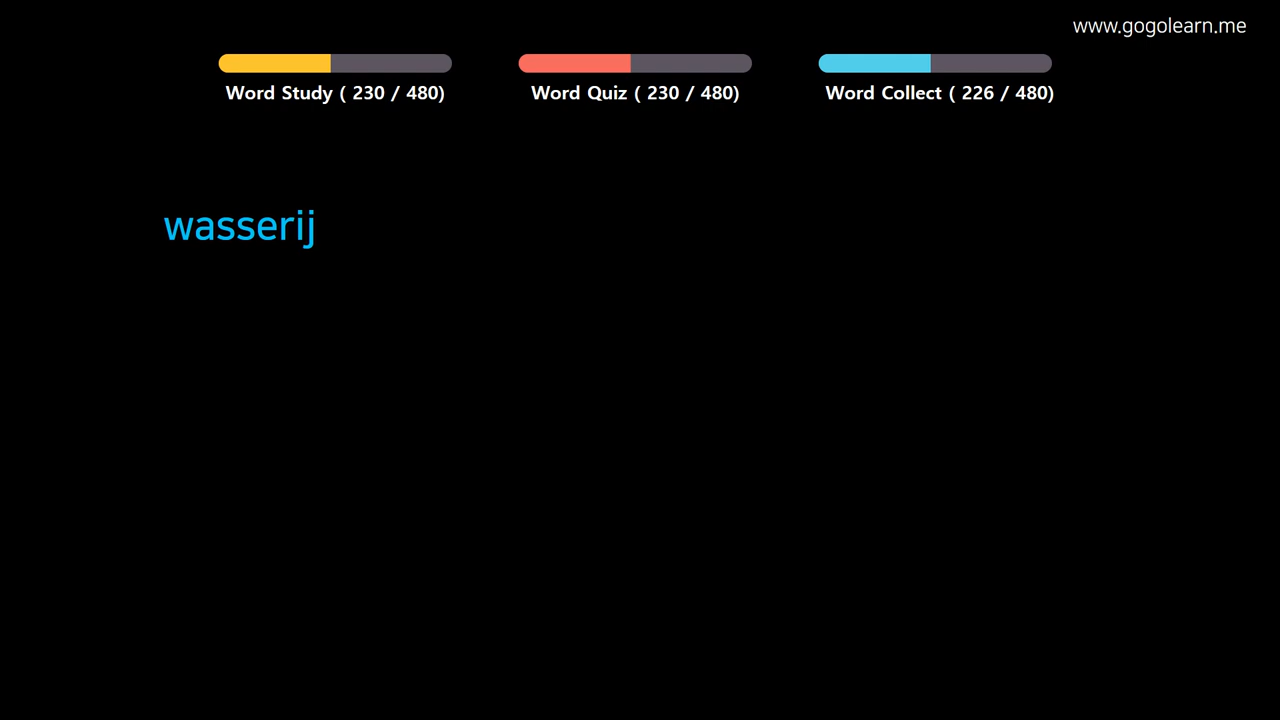 www.gogolearn.me
Word Study ( 230 / 480)
Word Quiz ( 230 / 480)
Word Collect ( 226 / 480)
wasserij